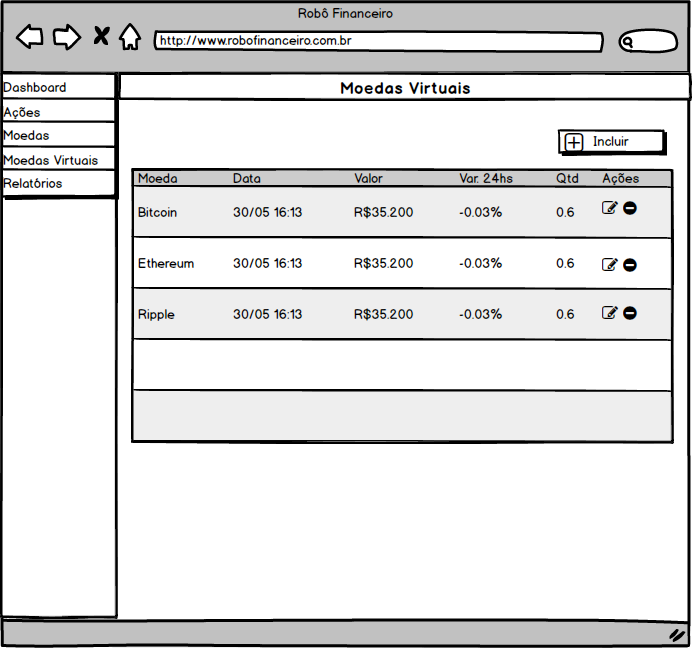 Robô Financeiro
http://www.robofinanceiro.com.br
Dashboard
Ações
Moedas
Moedas Virtuais
Relatórios
Moedas Virtuais
Incluir
Moeda Data Valor Var. 24hs Qtd Ações
Bitcoin 30/05 16:13 R$35.200 -0.03% 0.6
Ethereum 30/05 16:13 R$35.200 -0.03% 0.6
Ripple 30/05 16:13 R$35.200 -0.03% 0.6